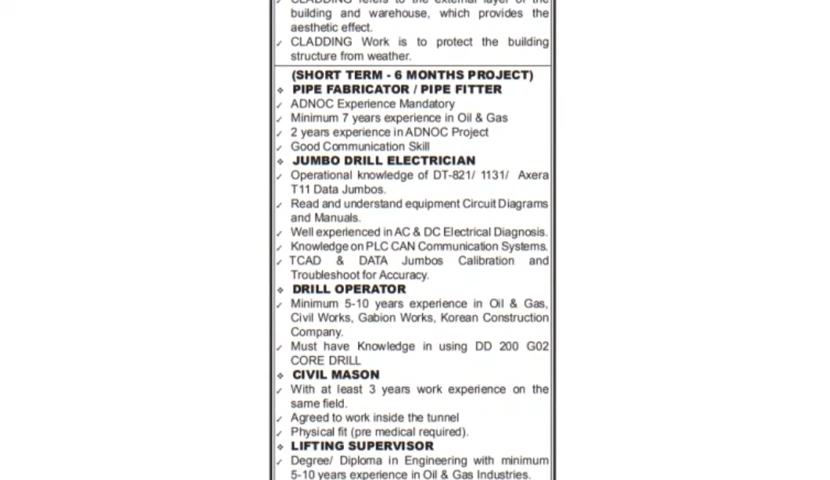 ✓ CLADDING refers to the external layer of the
building and warehouse, which provides the
aesthetic effect.
✓ CLADDING Work is to protect the building
structure from weather.
(SHORT TERM - 6 MONTHS PROJECT)
❖ PIPE FABRICATOR / PIPE FITTER
✓ ADNOC Experience Mandatory
✓ Minimum 7 years experience in Oil & Gas
✓ 2 years experience in ADNOC Project
✓ Good Communication Skill
❖ JUMBO DRILL ELECTRICIAN
✓ Operational knowledge of DT-821/ 1131/ Axera
T11 Data Jumbos.
✓ Read and understand equipment Circuit Diagrams
and Manuals.
✓ Well experienced in AC & DC Electrical Diagnosis.
✓ Knowledge on PLC CAN Communication Systems.
✓ TCAD & DATA Jumbos Calibration and
Troubleshoot for Accuracy.
❖ DRILL OPERATOR
✓ Minimum 5-10 years experience in Oil & Gas,
Civil Works, Gabion Works, Korean Construction
Company.
✓ Must have Knowledge in using DD 200 G02
CORE DRILL
❖ CIVIL MASON
✓ With at least 3 years work experience on the
same field.
✓ Agreed to work inside the tunnel
✓ Physical fit (pre medical required).
❖ LIFTING SUPERVISOR
✓ Degree/ Diploma in Engineering with minimum
5-10 years experience in Oil & Gas Industries.